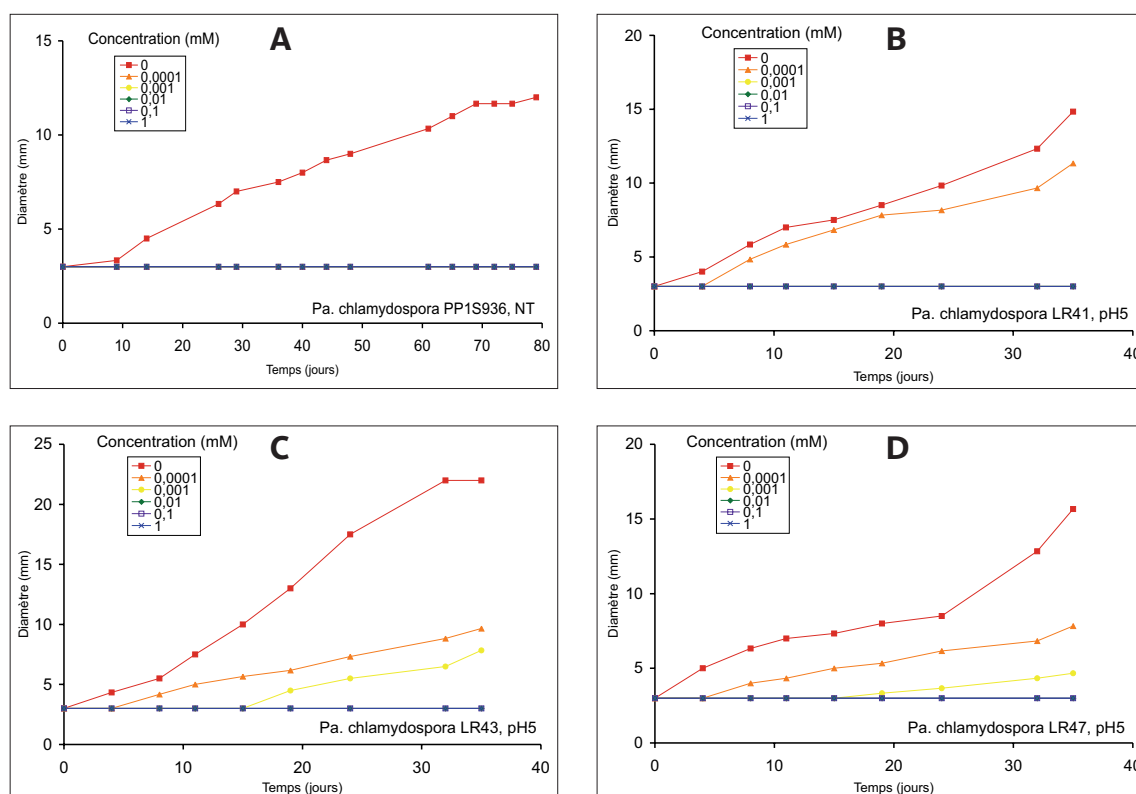 A
Concentration (mM)
0
0,0001
0,001
0,01
0,1
1
15
10
5
0
Diamètre (mm)
0 10 20 30 40 50 60 70 80
Temps (jours)
Pa. chlamydospora PP1S936, NT
B
Concentration (mM)
0
0,0001
0,001
0,01
0,1
1
20
15
10
5
0
Diamètre (mm)
0 10 20 30 40
Temps (jours)
Pa. chlamydospora LR41, pH5
C
Concentration (mM)
0
0,0001
0,001
0,01
0,1
1
25
20
15
10
5
0
Diamètre (mm)
0 10 20 30 40
Temps (jours)
Pa. chlamydospora LR43, pH5
D
Concentration (mM)
0
0,0001
0,001
0,01
0,1
1
20
15
10
5
0
Diamètre (mm)
0 10 20 30 40
Temps (jours)
Pa. chlamydospora LR47, pH5